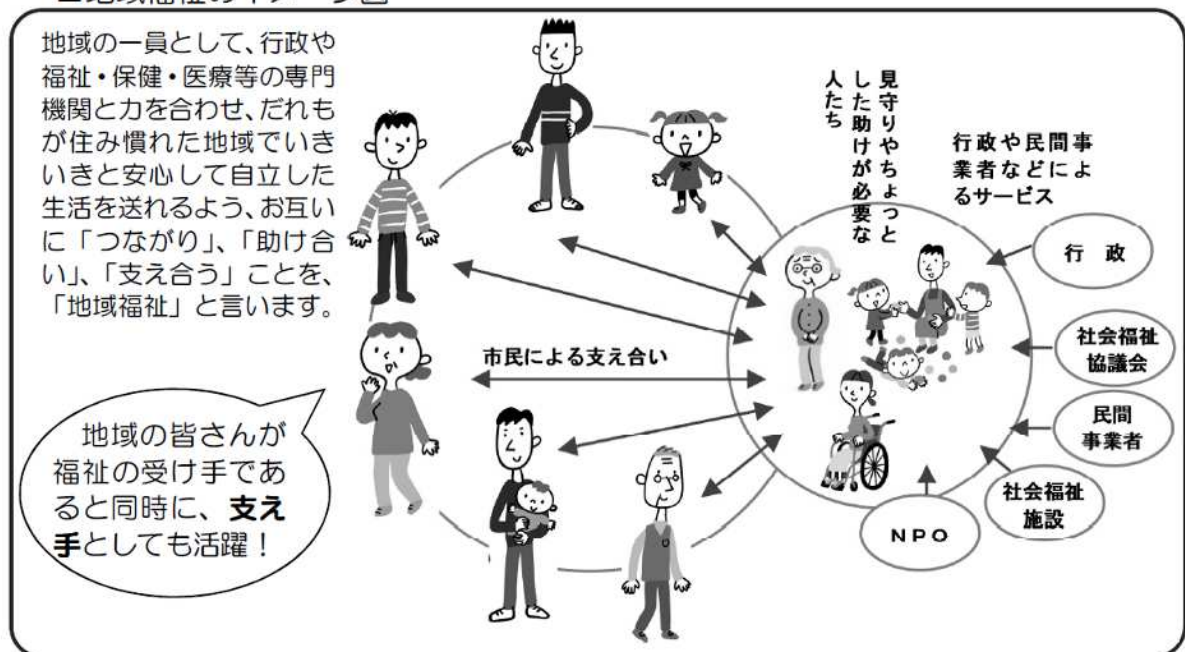 地域の一員として、行政や
福祉・保健・医療等の専門
機関と力を合わせ、だれも
が住み慣れた地域でいき
いきと安心して自立した
生活を送れるよう、お互い
に「つながり」、「助け合
い」、「支え合う」ことを、
「地域福祉」と言います。
地域の皆さんが
福祉の受け手であ
ると同時に、支え
手としても活躍！
市民による支え合い
見守りやちょっと
した助けが必要な
人たち
行政や民間事
業者などによ
るサービス
行 政
社会福祉
協議会
民間
事業者
社会福祉
施設
NPO